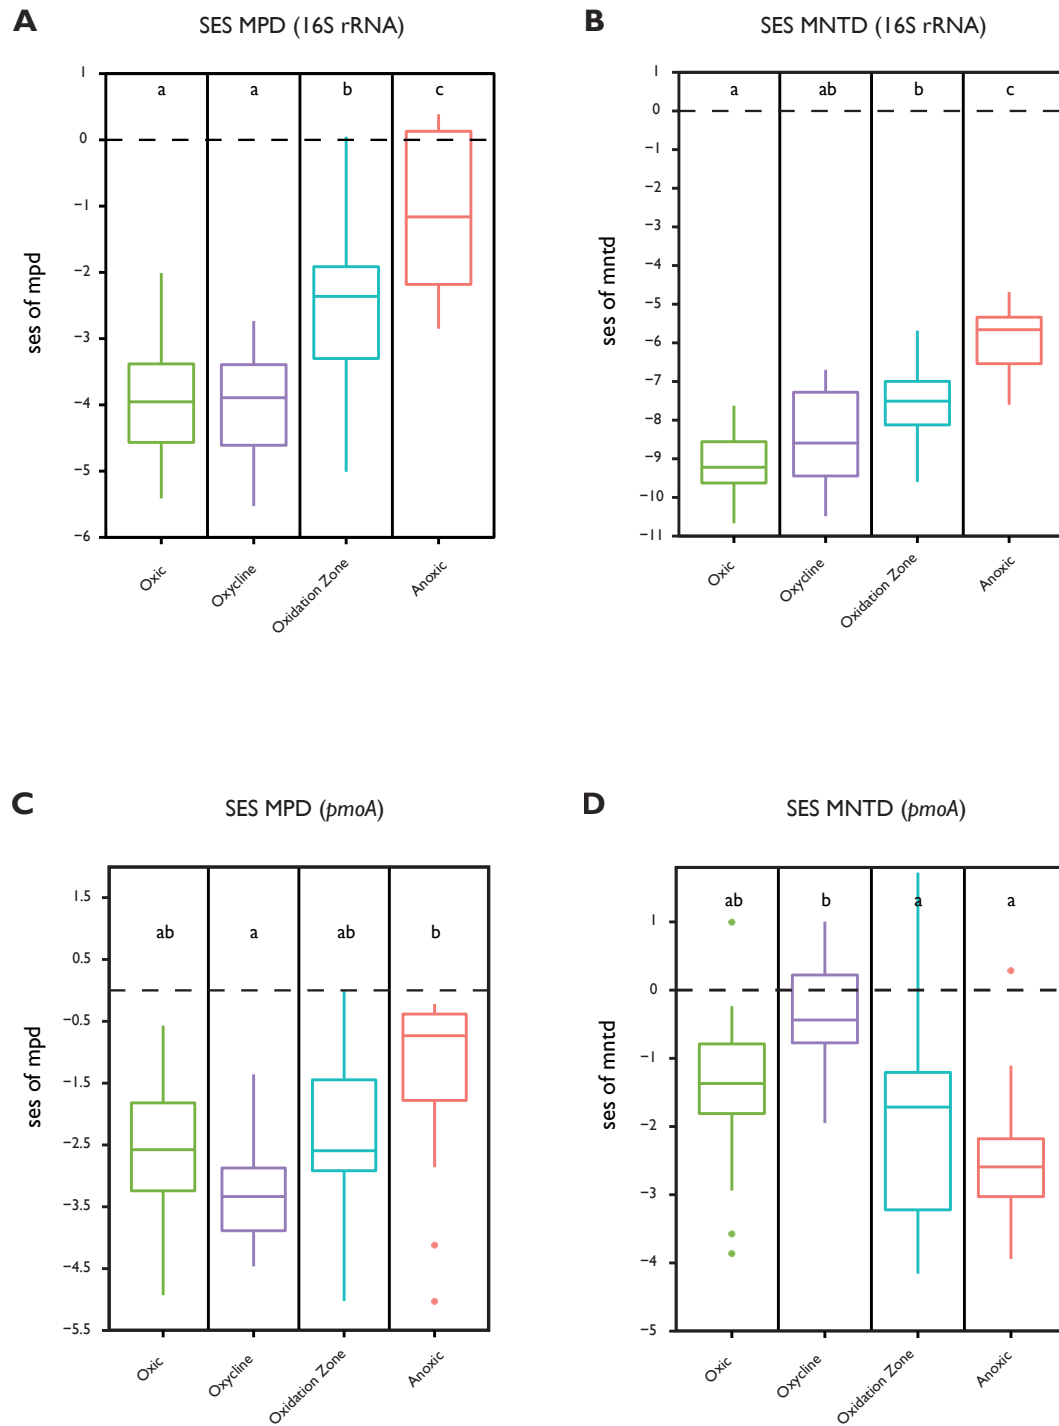 A
SES MPD (16S rRNA)
ses of mpd
1
0
−1
−2
−3
−4
−5
−6
a
a
b
c
Oxic
Oxycline
Oxidation Zone
Anoxic
B
SES MNTD (16S rRNA)
ses of mntd
1
0
−1
−2
−3
−4
−5
−6
−7
−8
−9
−10
−11
a
ab
b
c
Oxic
Oxycline
Oxidation Zone
Anoxic
C
SES MPD (pmoA)
ses of mpd
1.5
0.5
−0.5
−1.5
−2.5
−3.5
−4.5
−5.5
ab
a
ab
b
Oxic
Oxycline
Oxidation Zone
Anoxic
D
SES MNTD (pmoA)
ses of mntd
1
0
−1
−2
−3
−4
−5
ab
b
a
a
Oxic
Oxycline
Oxidation Zone
Anoxic